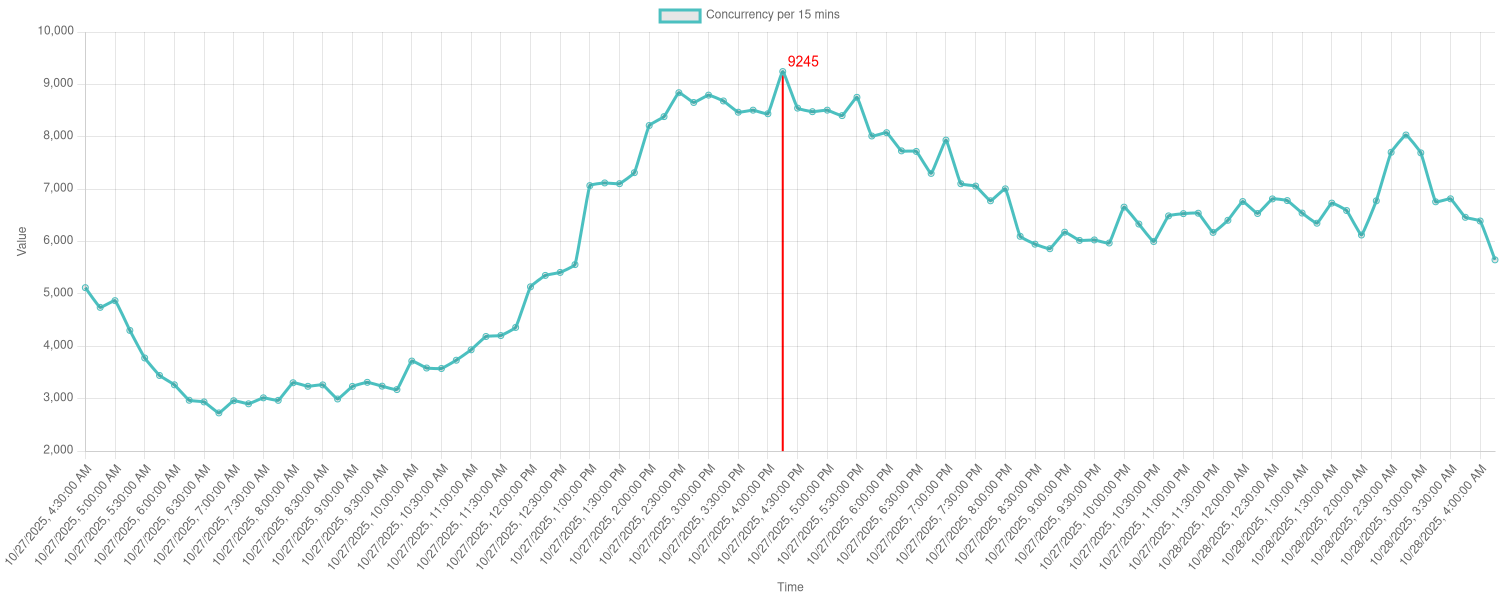 Concurrency per 15 mins
10,000
9,000
8,000
7,000
6,000
5,000
4,000
3,000
2,000
Value
9245
10/27/2025, 4:30:00 AM
10/27/2025, 5:00:00 AM
10/27/2025, 5:30:00 AM
10/27/2025, 6:00:00 AM
10/27/2025, 6:30:00 AM
10/27/2025, 7:00:00 AM
10/27/2025, 7:30:00 AM
10/27/2025, 8:00:00 AM
10/27/2025, 8:30:00 AM
10/27/2025, 9:00:00 AM
10/27/2025, 9:30:00 AM
10/27/2025, 10:00:00 AM
10/27/2025, 10:30:00 AM
10/27/2025, 11:00:00 AM
10/27/2025, 11:30:00 AM
10/27/2025, 12:00:00 PM
10/27/2025, 12:30:00 PM
10/27/2025, 1:00:00 PM
10/27/2025, 1:30:00 PM
10/27/2025, 2:00:00 PM
10/27/2025, 2:30:00 PM
10/27/2025, 3:00:00 PM
10/27/2025, 3:30:00 PM
10/27/2025, 4:00:00 PM
10/27/2025, 4:30:00 PM
10/27/2025, 5:00:00 PM
10/27/2025, 5:30:00 PM
10/27/2025, 6:00:00 PM
10/27/2025, 6:30:00 PM
10/27/2025, 7:00:00 PM
10/27/2025, 7:30:00 PM
10/27/2025, 8:00:00 PM
10/27/2025, 8:30:00 PM
10/27/2025, 9:00:00 PM
10/27/2025, 9:30:00 PM
10/27/2025, 10:00:00 PM
10/27/2025, 10:30:00 PM
10/27/2025, 11:00:00 PM
10/27/2025, 11:30:00 PM
10/28/2025, 12:00:00 AM
10/28/2025, 12:30:00 AM
10/28/2025, 1:00:00 AM
10/28/2025, 1:30:00 AM
10/28/2025, 2:00:00 AM
10/28/2025, 2:30:00 AM
10/28/2025, 3:00:00 AM
10/28/2025, 3:30:00 AM
10/28/2025, 4:00:00 AM
Time